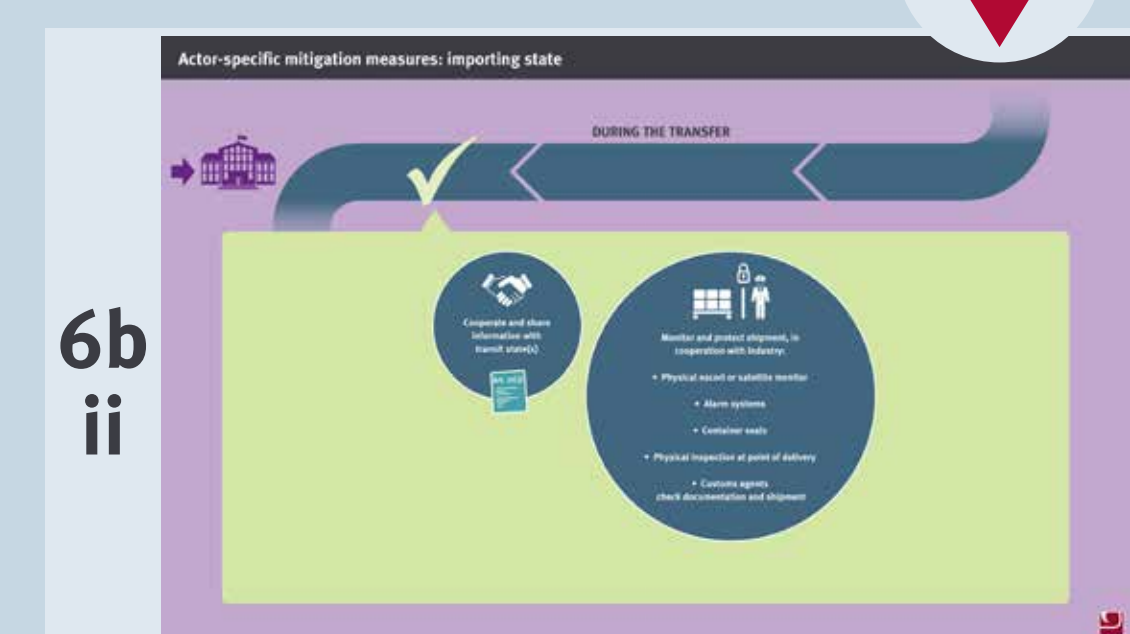 Actor-specific mitigation measures: importing state
DURING THE TRANSFER
6b
ii
Cooperate and share
information with
transit state(s)
Monitor and protect shipment, in
cooperation with industry:
• Physical escort or satellite monitor
• Alarm systems
• Container seals
• Physical inspection at point of delivery
• Customs agents
check documentation and shipment